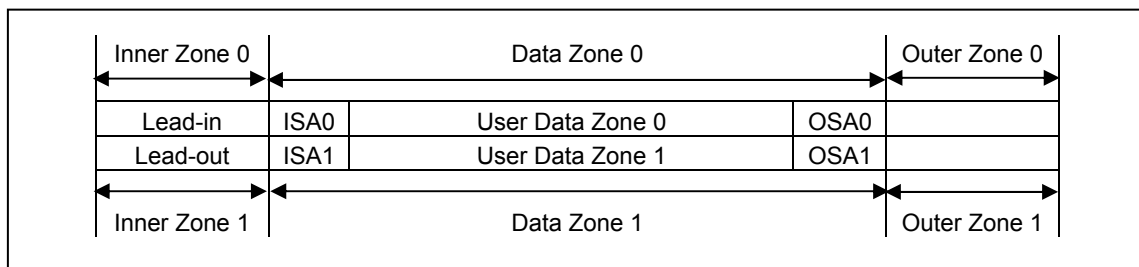 Inner Zone 0 Data Zone 0 Outer Zone 0
Lead-in ISA0 User Data Zone 0 OSA0
Lead-out ISA1 User Data Zone 1 OSA1
Inner Zone 1 Data Zone 1 Outer Zone 1